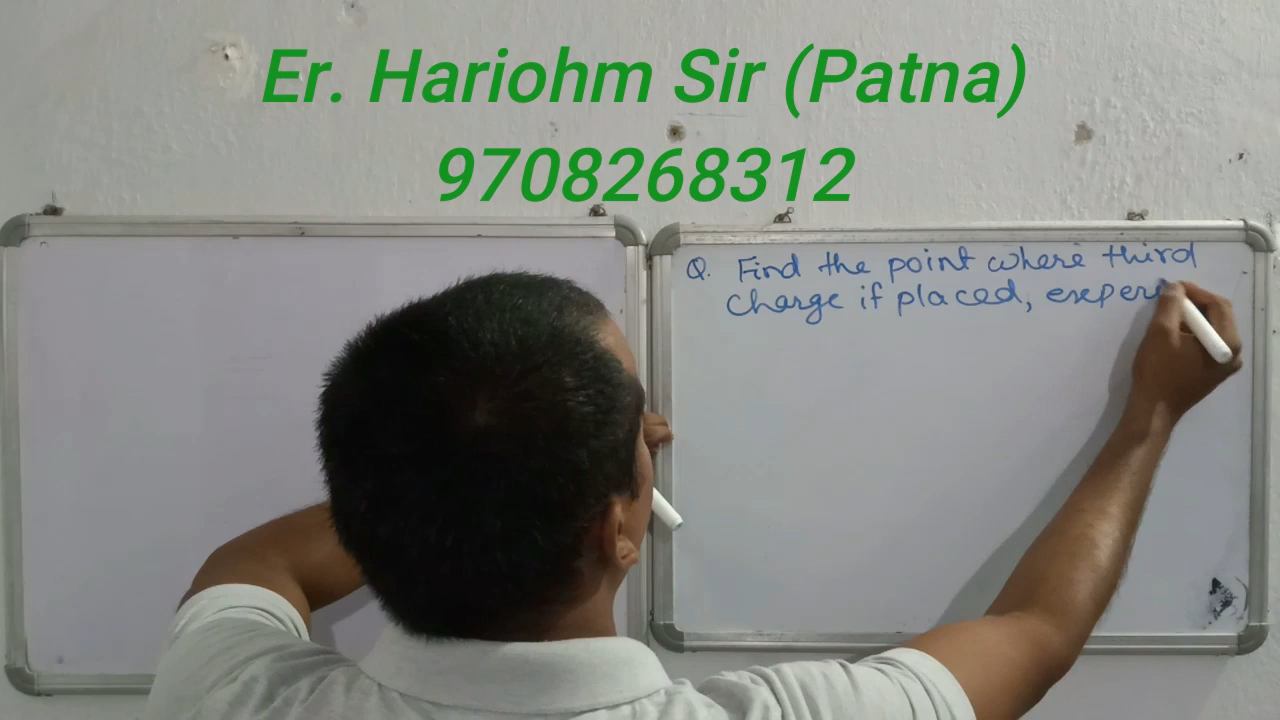 Er. Hariohm Sir (Patna)
9708268312
Q. Find the point where third
charge if placed,